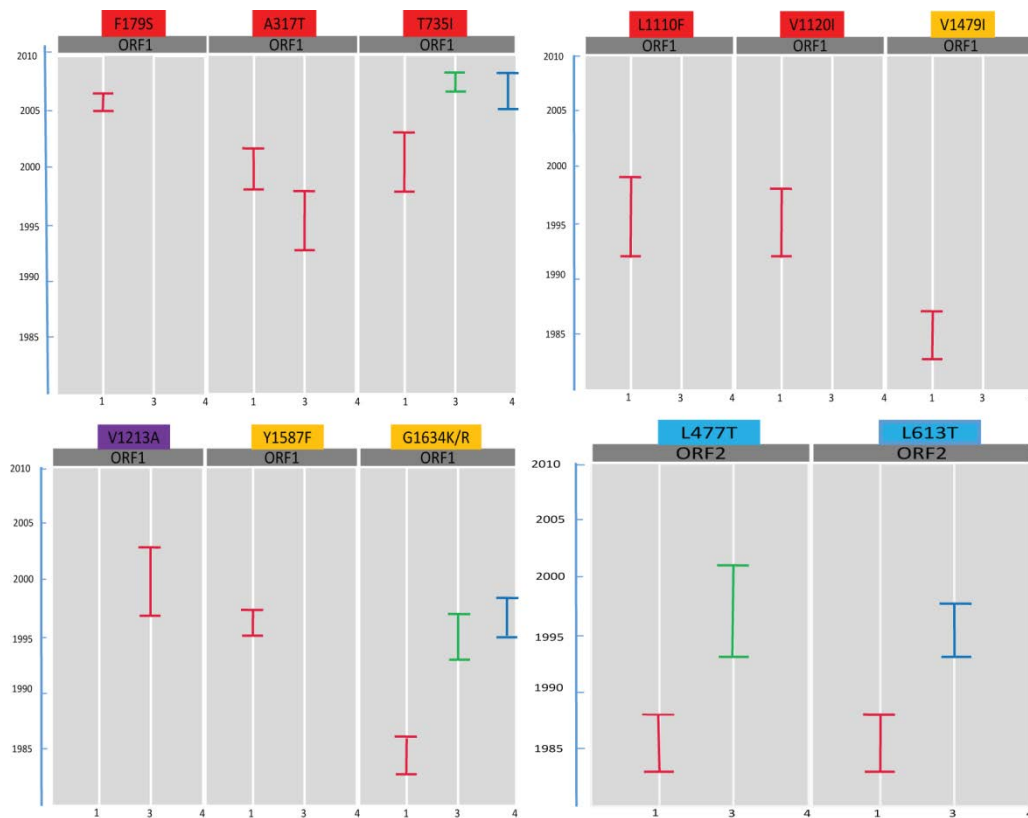 F179S A317T T735I
ORF1 ORF1 ORF1
2010
2005
2000
1995
1990
1985
1 3 4 1 3 4 1 3 4
L1110F V1120I V1479I
ORF1 ORF1 ORF1
2010
2005
2000
1995
1990
1985
1 3 4 1 3 4 1 3 4
V1213A Y1587F G1634K/R
ORF1 ORF1 ORF1
2010
2005
2000
1995
1990
1985
1 3 4 1 3 4 1 3 4
L477T L613T
ORF2 ORF2
2010
2005
2000
1995
1990
1985
1 3 4 1 3 4